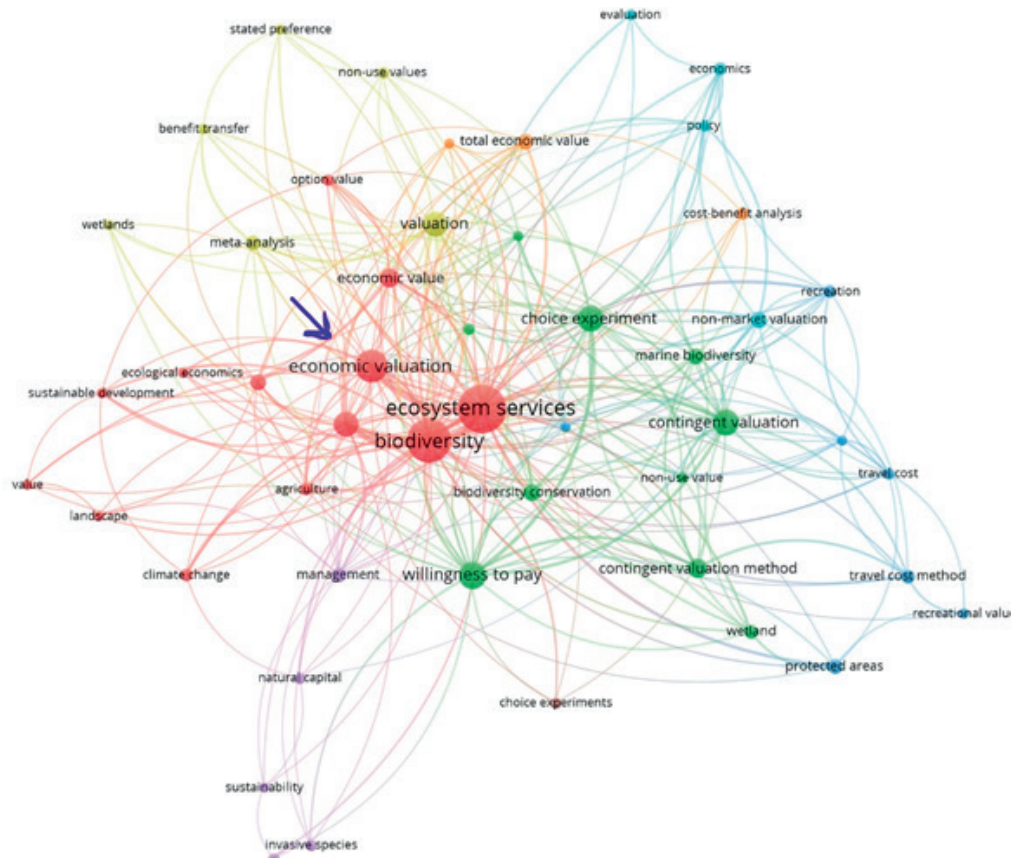 evaluation
stated preference
economics
non-use values
policy
benefit transfer
total economic value
option value
cost-benefit analysis
wetlands
valuation
meta-analysis
economic value
recreation
choice experiment
non-market valuation
marine biodiversity
economic valuation
ecological economics
sustainable development
ecosystem services
contingent valuation
biodiversity
travel cost
non-use value
value
agriculture
biodiversity conservation
landscape
contingent valuation method
climate change
management
willingness to pay
travel cost method
recreational value
wetland
protected areas
natural capital
choice experiments
sustainability
invasive species